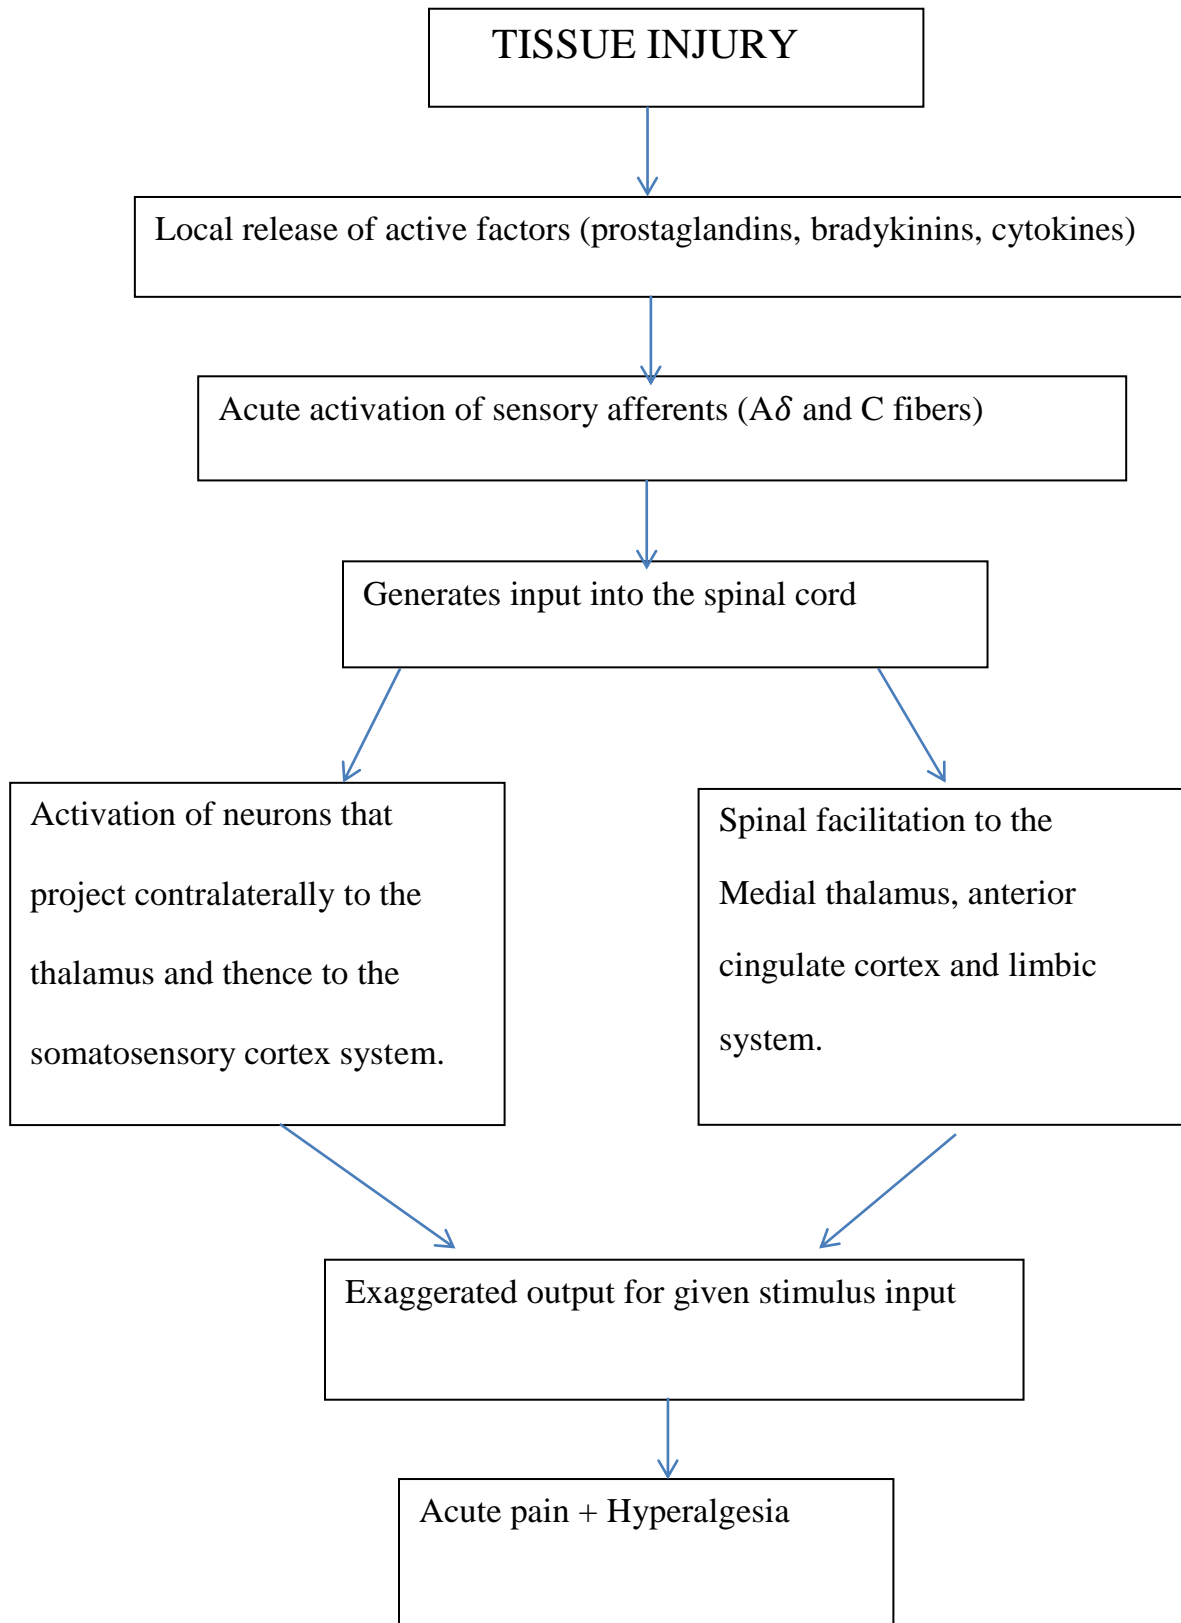 TISSUE INJURY
Local release of active factors (prostaglandins, bradykinins, cytokines)
Acute activation of sensory afferents (A𝛿 and C fibers)
Generates input into the spinal cord
Activation of neurons that
project contralaterally to the
thalamus and thence to the
somatosensory cortex system.
Spinal facilitation to the
Medial thalamus, anterior
cingulate cortex and limbic
system.
Exaggerated output for given stimulus input
Acute pain + Hyperalgesia